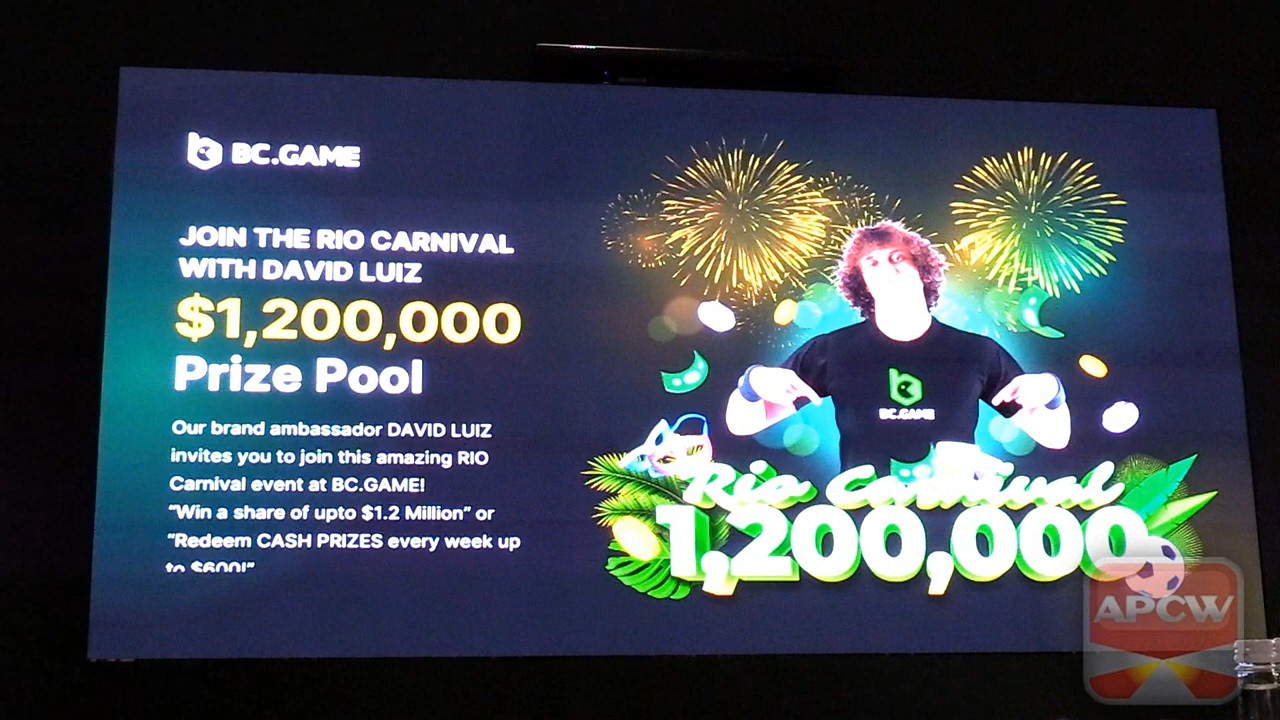 BC.GAME
JOIN THE RIO CARNIVAL
WITH DAVID LUIZ
$1,200,000
Prize Pool
Our brand ambassador DAVID LUIZ
invites you to join this amazing RIO
Carnival event at BC.GAME!
“Win a share of upto $1.2 Million” or
“Redeem CASH PRIZES every week up
to $600!”
BC.GAME
Rio Carnival
1,200,000
APCW